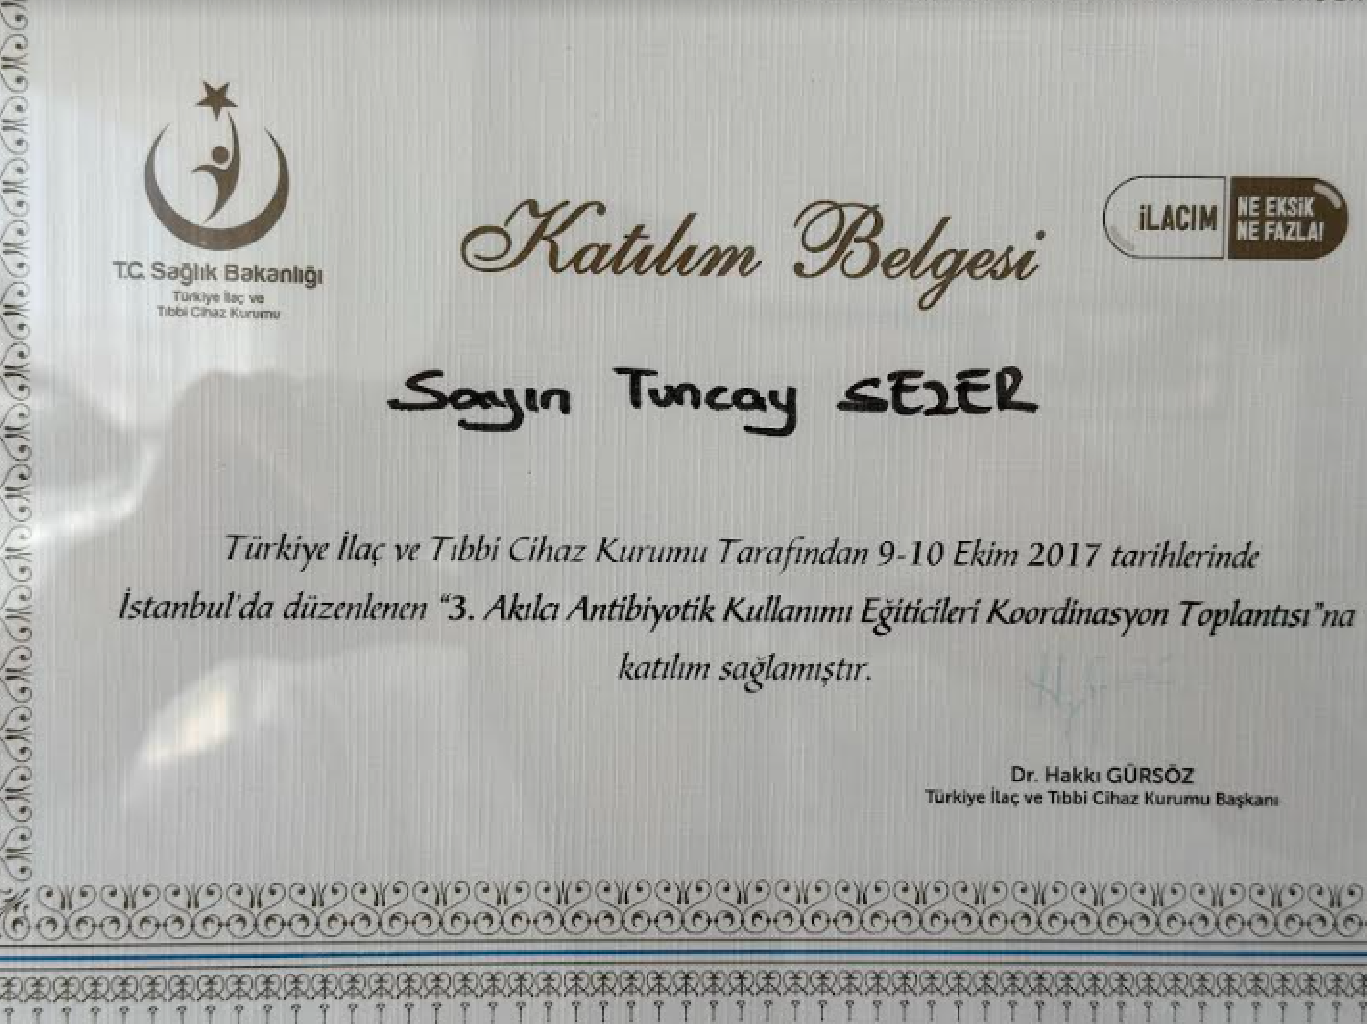 T.C. Sağlık Bakanlığı
Türkiye İlaç ve
Tıbbi Cihaz Kurumu
Katılım Belgesi
iLACIM
NE EKSiK
NE FAZLA!
Sayın Tuncay SEZER
Türkiye İlaç ve Tıbbi Cihaz Kurumu Tarafından 9-10 Ekim 2017 tarihlerinde
İstanbul'da düzenlenen “3. Akılcı Antibiyotik Kullanımı Eğiticileri Koordinasyon Toplantısı”na
katılım sağlamıştır.
Dr. Hakkı GÜRSÖZ
Türkiye İlaç ve Tıbbi Cihaz Kurumu Başkanı